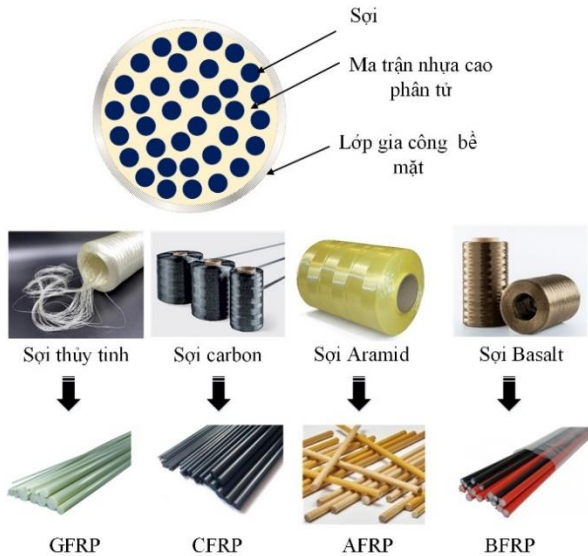 Sợi
Ma trận nhựa cao
phân tử
Lớp gia công bề
mặt
Sợi thủy tinh
Sợi carbon
Sợi Aramid
Sợi Basalt
GFRP
CFRP
AFRP
BFRP